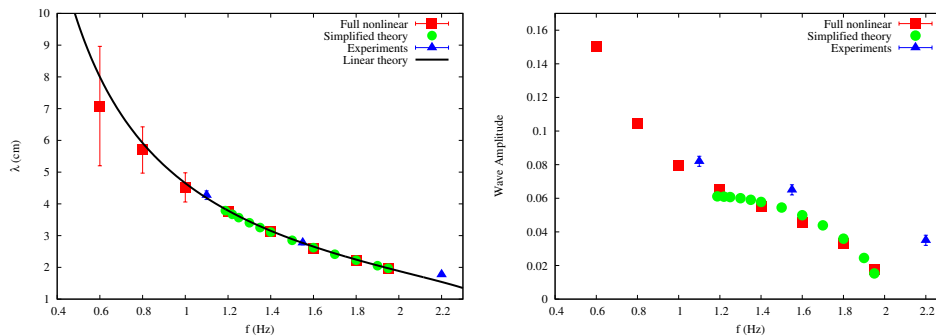 Full nonlinear
Simplified theory
Experiments
Linear theory
10
9
8
7
6
5
4
3
2
1
λ (cm)
0.4 0.6 0.8 1 1.2 1.4 1.6 1.8 2 2.2
f (Hz)
Full nonlinear
Simplified theory
Experiments
0.16
0.14
0.12
0.1
0.08
0.06
0.04
0.02
0
Wave Amplitude
0.4 0.6 0.8 1 1.2 1.4 1.6 1.8 2 2.2
f (Hz)